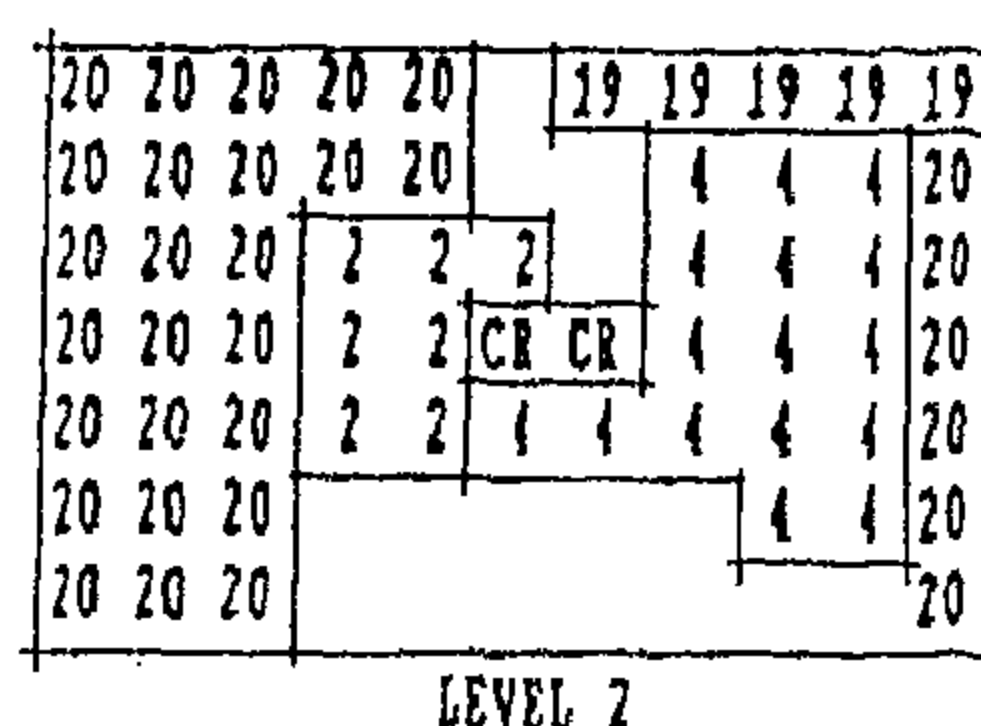 20 20 20 20 20 19 19 19 19 19
20 20 20 20 20 4 4 4 20
20 20 20 2 2 2 4 4 4 20
20 20 20 2 2 CR CR 4 4 4 20
20 20 20 2 2 4 4 4 4 4 20
20 20 20 4 4 20
20 20 20 20
LEVEL 2